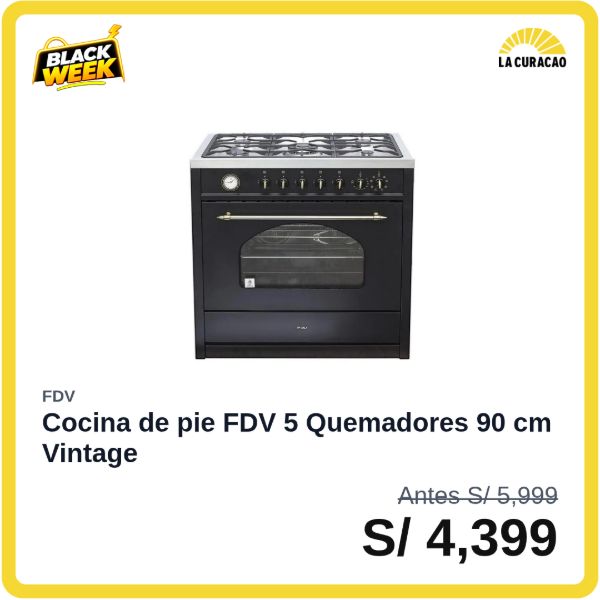 BLACK
WEEK
LA CURACAO
FDV
Cocina de pie FDV 5 Quemadores 90 cm
Vintage
Antes S/ 5,999
S/ 4,399